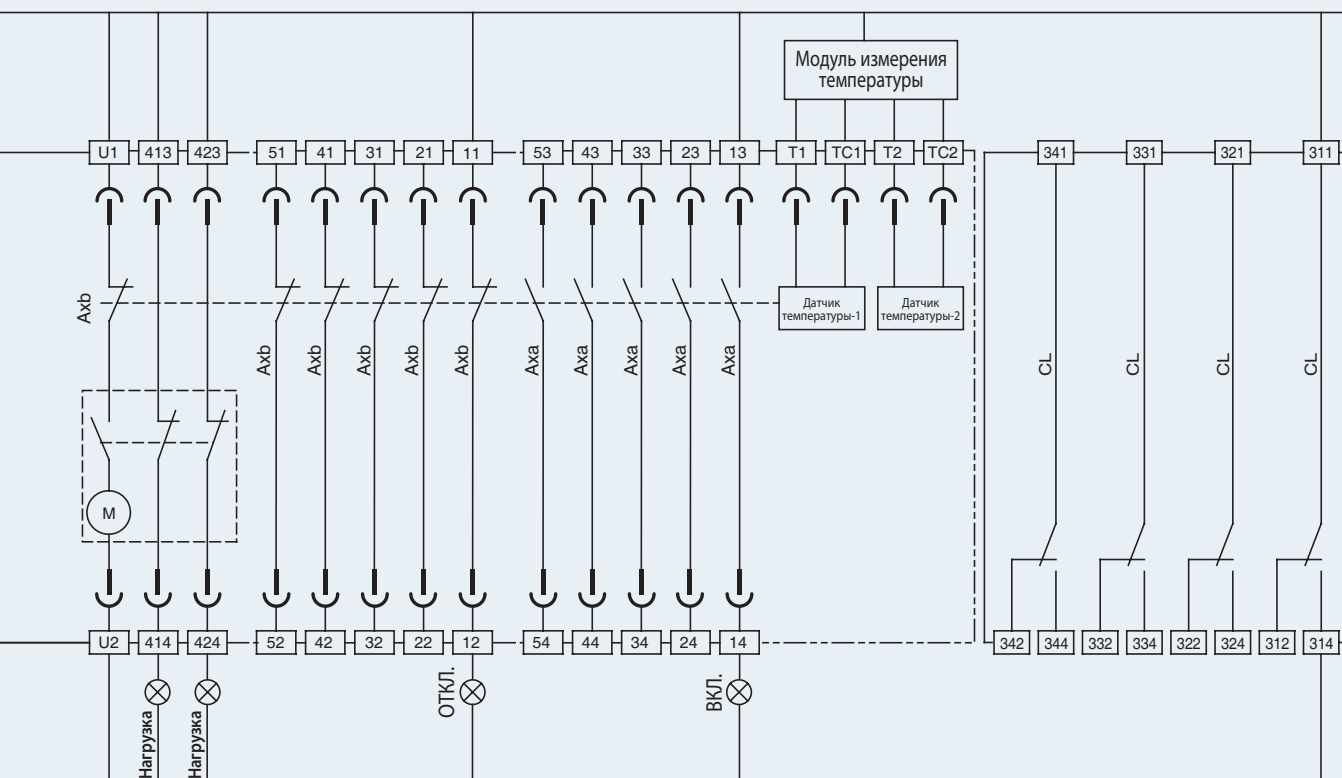 Модуль измерения
температуры
U1 413 423 51 41 31 21 11 53 43 33 23 13 T1 TC1 T2 TC2 341 331 321 311
Axb
Датчик
температуры-1
Датчик
температуры-2
Axb Axb Axb Axb Axb Axa Axa Axa Axa Axa CL CL CL CL
M
U2 414 424 52 42 32 22 12 54 44 34 24 14 342 344 332 334 322 324 312 314
Нагрузка
Нагрузка
ОТКЛ.
ВКЛ.